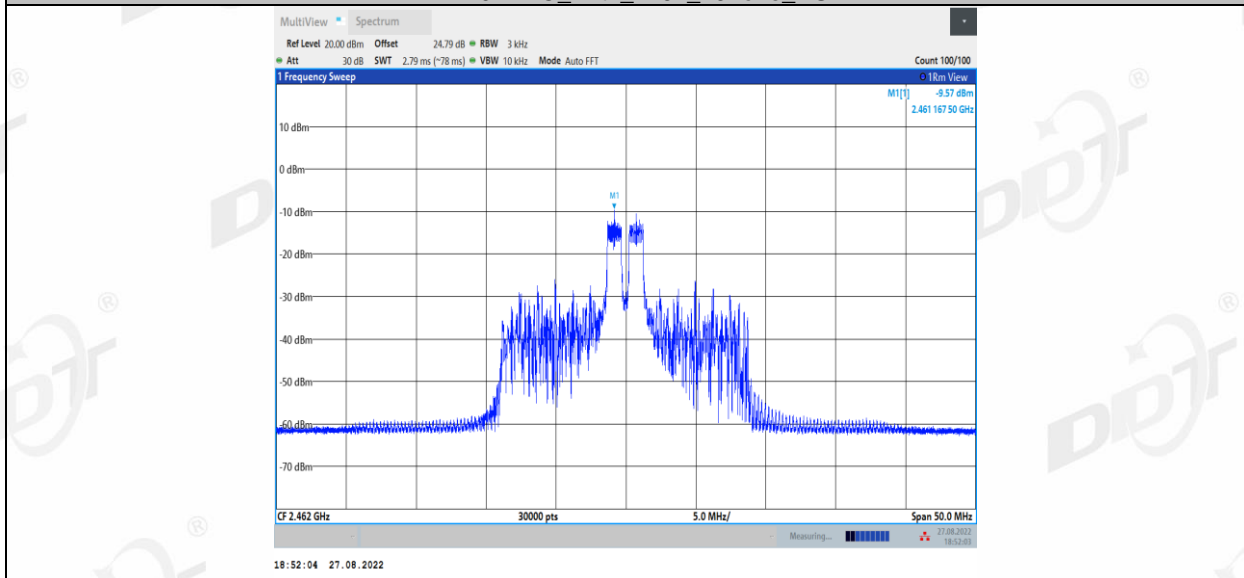 MultiView Spectrum
Ref Level 20.00 dBm Offset 24.79 dB RBW 3 kHz
Att 30 dB SWT 2.79 ms (~78 ms) VBW 10 kHz Mode Auto FFT Count 100/100
1 Frequency Sweep 1Rm View
M1[1] -9.57 dBm
2.461 167 50 GHz
10 dBm
0 dBm
M1
-10 dBm
-20 dBm
-30 dBm
-40 dBm
-50 dBm
-60 dBm
-70 dBm
CF 2.462 GHz 30000 pts 5.0 MHz/ Span 50.0 MHz
Measuring... 27.08.2022
18:52:03
18:52:04 27.08.2022
DDT
®